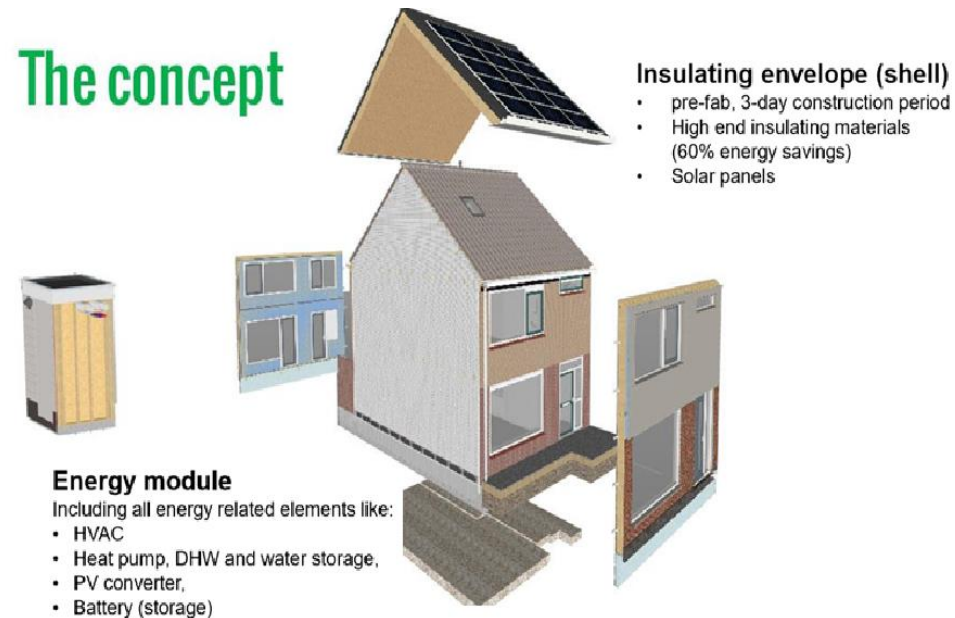 The concept
Insulating envelope (shell)
• pre-fab, 3-day construction period
• High end insulating materials
(60% energy savings)
• Solar panels
Energy module
Including all energy related elements like:
• HVAC
• Heat pump, DHW and water storage,
• PV converter,
• Battery (storage)